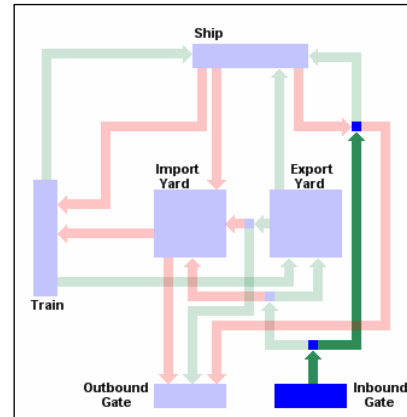 Ship
Import
Yard
Export
Yard
Train
Outbound
Gate
Inbound
Gate